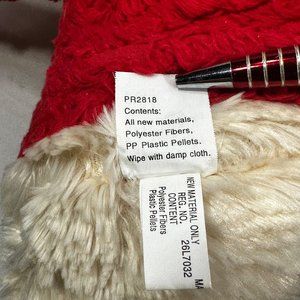 PR2818
Contents:
All new materials,
Polyester Fibers,
PP Plastic Pellets.
Wipe with damp cloth.
NEW MATERIAL ONLY
REG. NO. 26L7032
CONTENT
Polyester Fibers
Plastic Pellets